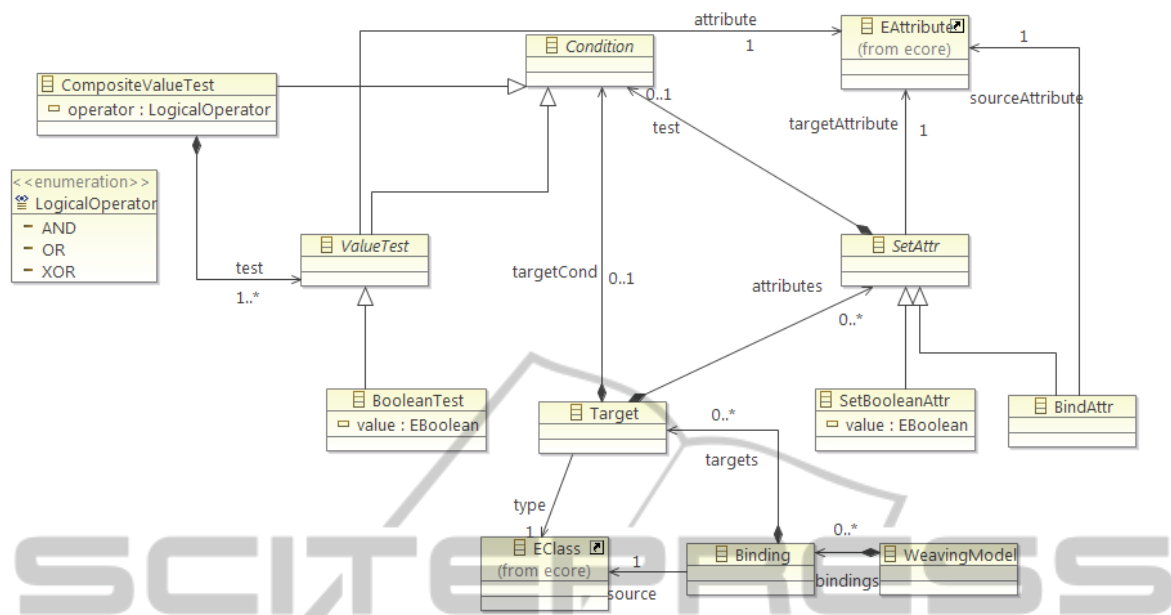 attribute
1
Condition
EAttribute
(from ecore)
1
CompositeValueTest
operator : LogicalOperator
0..1
sourceAttribute
test
targetAttribute
1
<<enumeration>>
LogicalOperator
AND
OR
XOR
ValueTest
SetAttr
test
1..*
targetCond
0..1
attributes
0..*
BooleanTest
value : EBoolean
Target
SetBooleanAttr
value : EBoolean
BindAttr
0..*
targets
type
1
EClass
(from ecore)
1
source
Binding
0..*
bindings
WeavingModel
SCITEPRESS